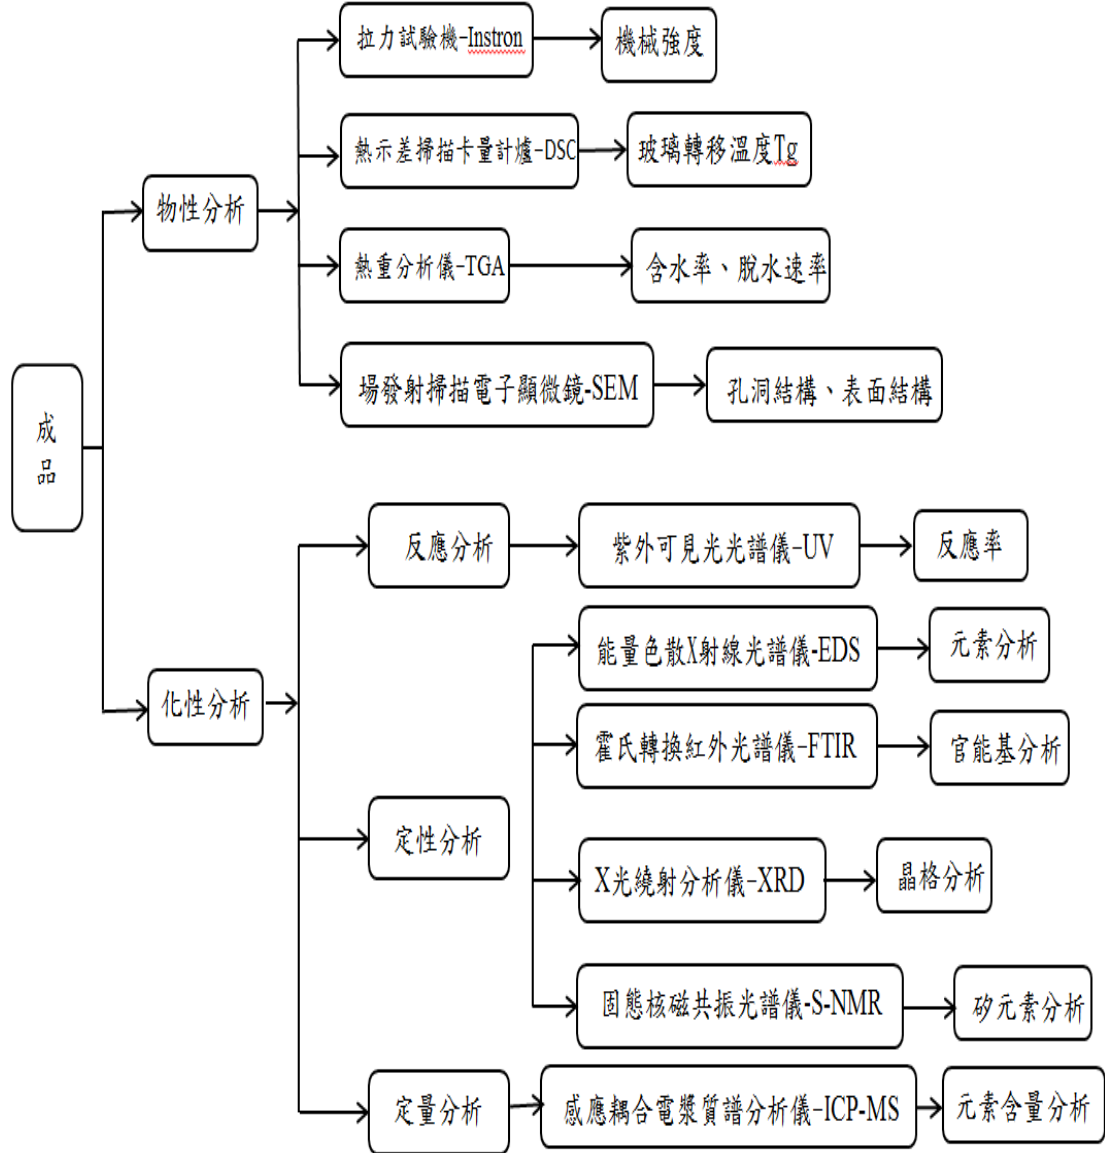 成
品
物性分析
拉力試驗機-Instron
機械強度
熱示差掃描卡量計爐-DSC
玻璃轉移溫度Tg
熱重分析儀-TGA
含水率、脫水速率
場發射掃描電子顯微鏡-SEM
孔洞結構、表面結構
化性分析
反應分析
紫外可見光光譜儀-UV
反應率
定性分析
能量色散X射線光譜儀-EDS
元素分析
霍氏轉換紅外光譜儀-FTIR
官能基分析
X光繞射分析儀-XRD
晶格分析
固態核磁共振光譜儀-S-NMR
矽元素分析
定量分析
感應耦合電漿質譜分析儀-ICP-MS
元素含量分析